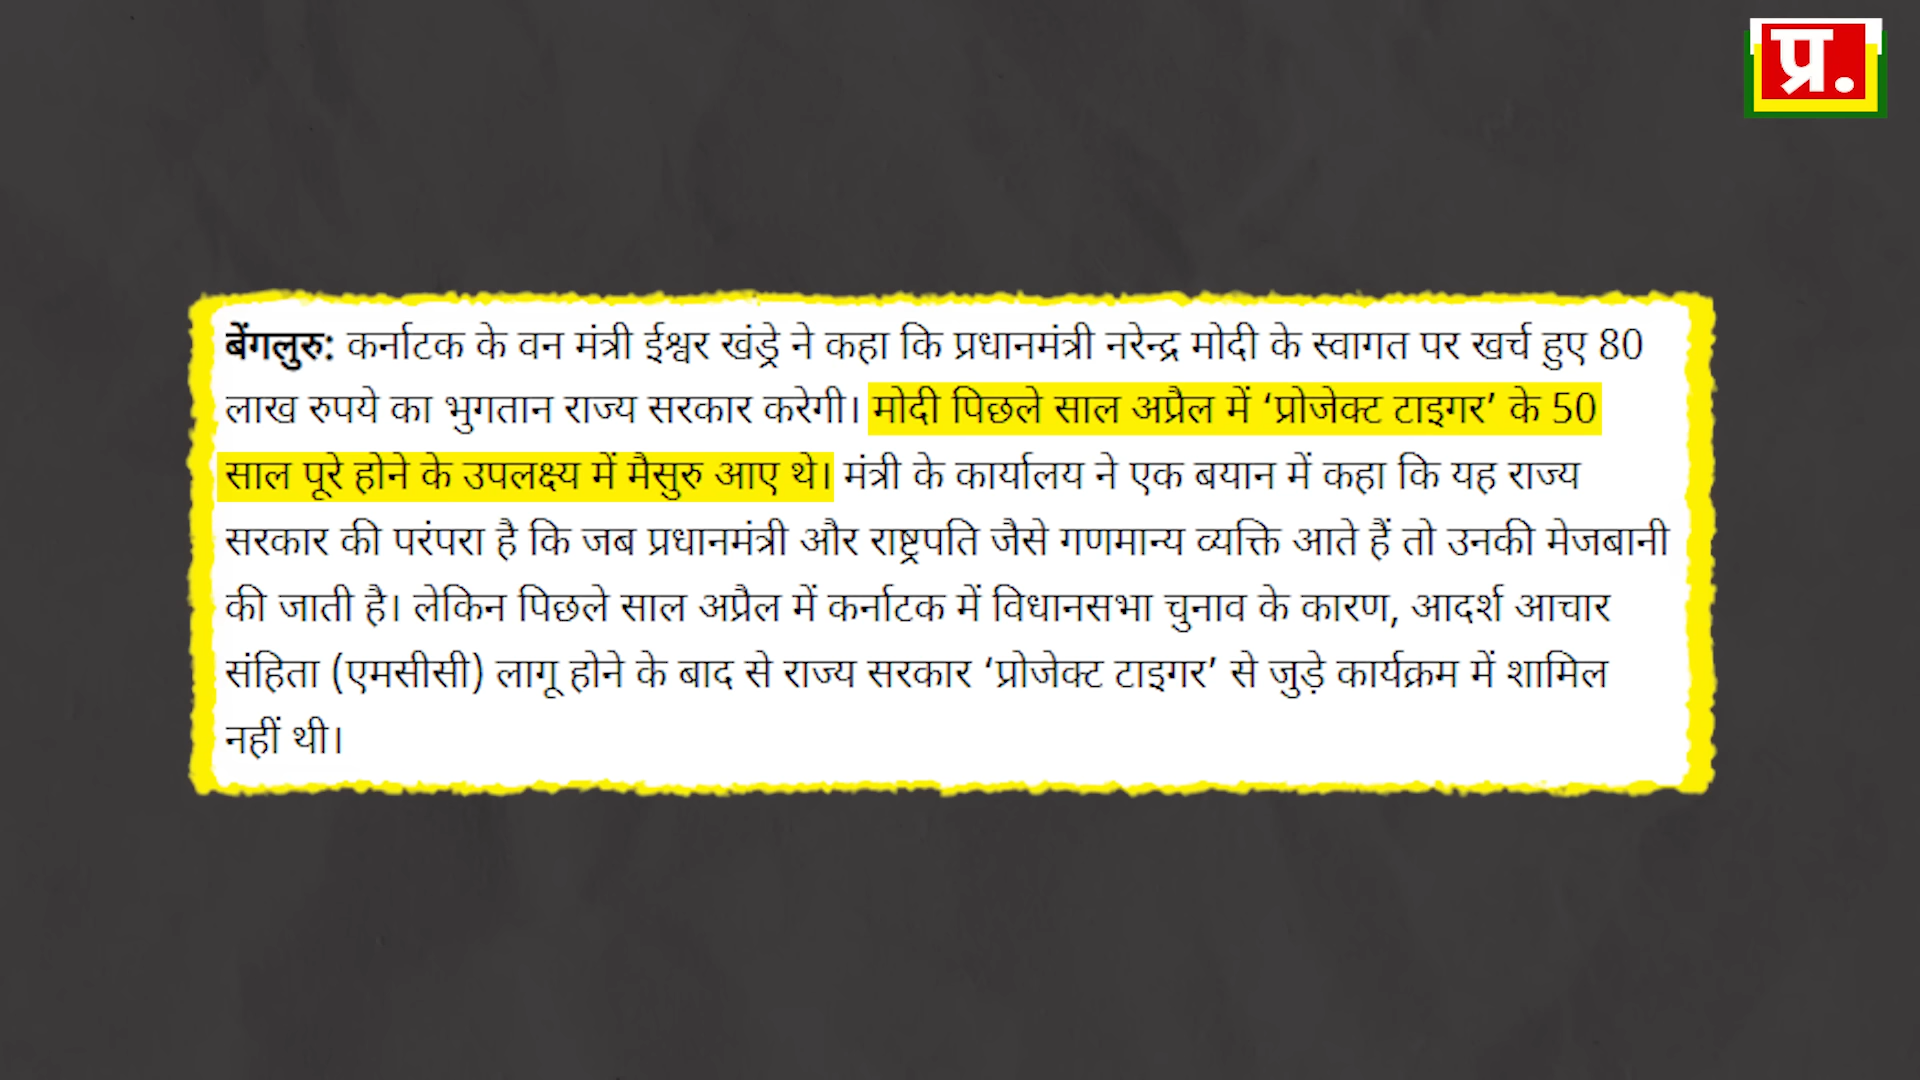 प्र.
बेंगलुरु: कर्नाटक के वन मंत्री ईश्वर खंड्रे ने कहा कि प्रधानमंत्री नरेन्द्र मोदी के स्वागत पर खर्च हुए 80
लाख रुपये का भुगतान राज्य सरकार करेगी। मोदी पिछले साल अप्रैल में ‘प्रोजेक्ट टाइगर’ के 50
साल पूरे होने के उपलक्ष्य में मैसुरु आए थे। मंत्री के कार्यालय ने एक बयान में कहा कि यह राज्य
सरकार की परंपरा है कि जब प्रधानमंत्री और राष्ट्रपति जैसे गणमान्य व्यक्ति आते हैं तो उनकी मेजबानी
की जाती है। लेकिन पिछले साल अप्रैल में कर्नाटक में विधानसभा चुनाव के कारण, आदर्श आचार
संहिता (एमसीसी) लागू होने के बाद से राज्य सरकार ‘प्रोजेक्ट टाइगर’ से जुड़े कार्यक्रम में शामिल
नहीं थी।